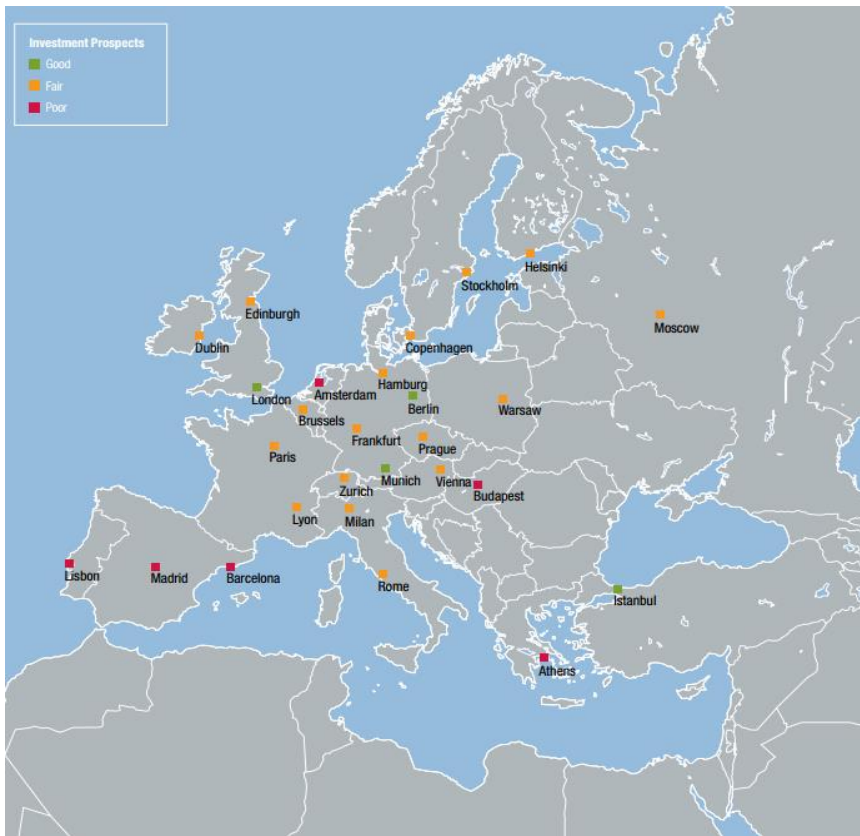 Investment Prospects
Good
Fair
Poor
Helsinki
Stockholm
Edinburgh
Moscow
Dublin
Copenhagen
Hamburg
London
Amsterdam
Berlin
Warsaw
Brussels
Frankfurt
Prague
Paris
Munich
Vienna
Zurich
Budapest
Lyon
Milan
Lisbon
Madrid
Barcelona
Rome
Istanbul
Athens